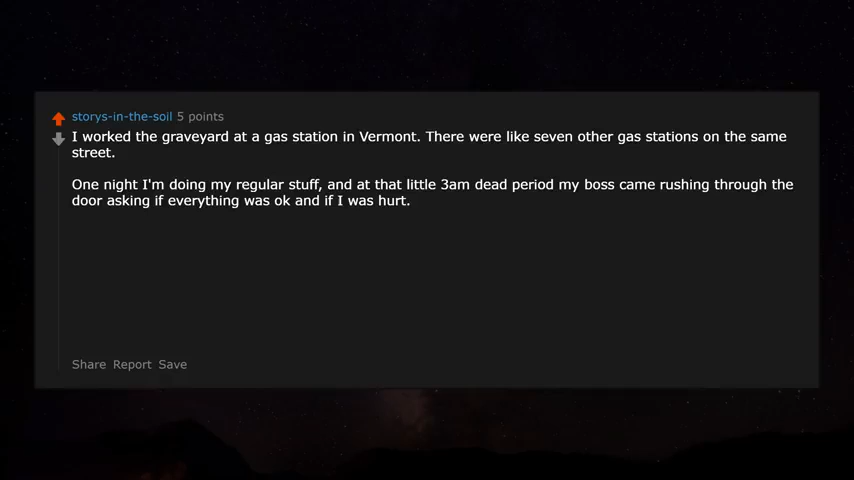 storys-in-the-soil 5 points
I worked the graveyard at a gas station in Vermont. There were like seven other gas stations on the same
street.
One night I'm doing my regular stuff, and at that little 3am dead period my boss came rushing through the
door asking if everything was ok and if I was hurt.
Share Report Save